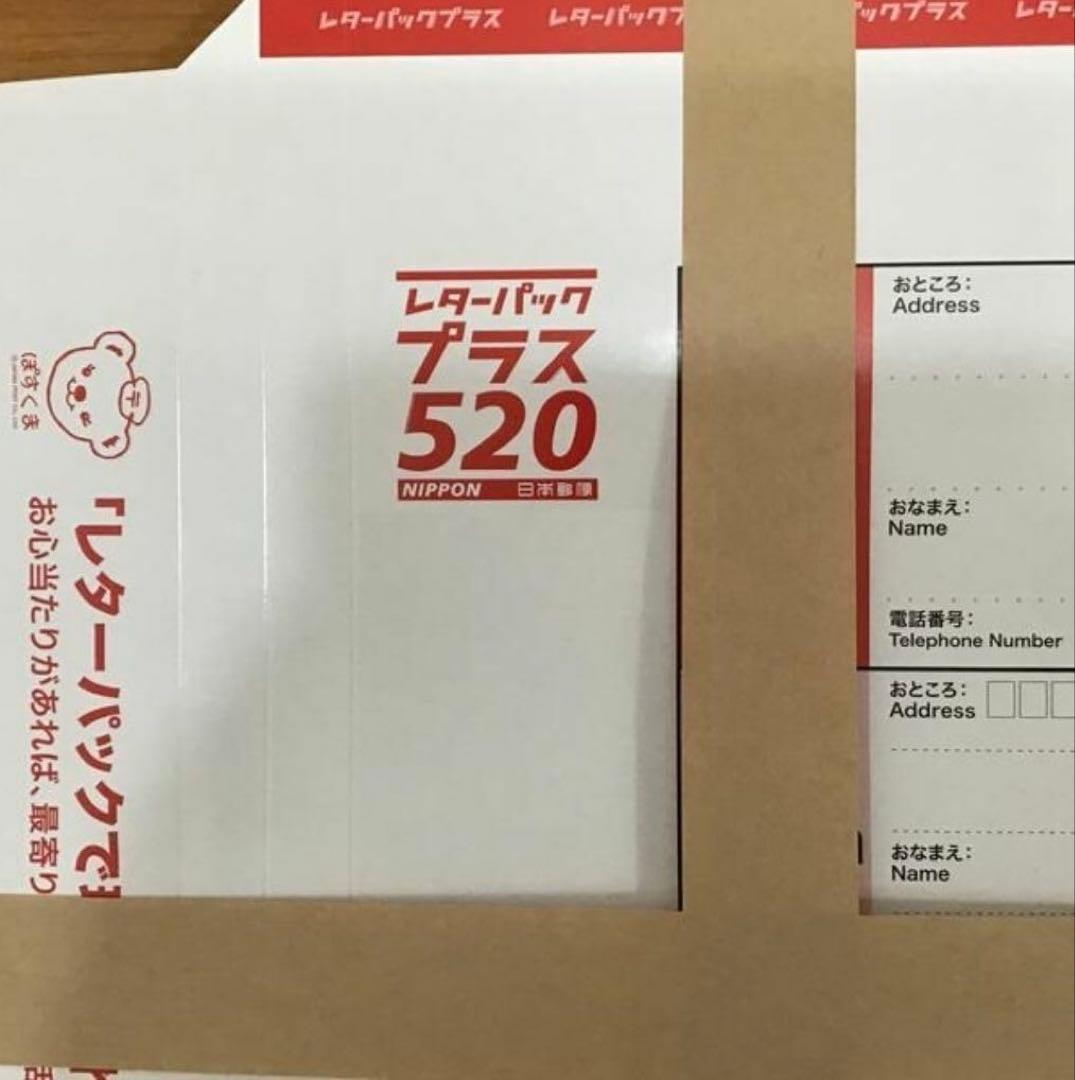 レターパックプラス レターパックプ ックプラス レター
レターパック
プラス
520
NIPPON 日本郵便
ぽすくま
「レターパックで
お心当たりがあれば、最寄り
おところ:
Address
おなまえ:
Name
電話番号:
Telephone Number
おところ:
Address
おなまえ:
Name